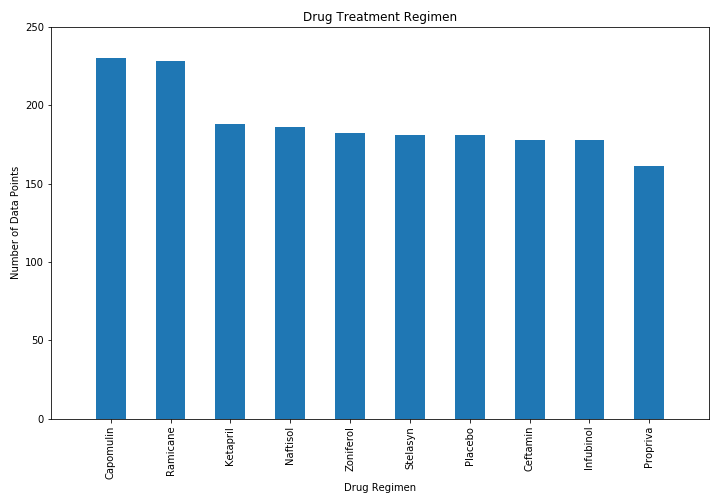 Drug Treatment Regimen
250
200
150
100
50
0
Number of Data Points
Capomulin
Ramicane
Ketapril
Naftisol
Zoniferol
Stelasyn
Placebo
Ceftamin
Infubinol
Propriva
Drug Regimen